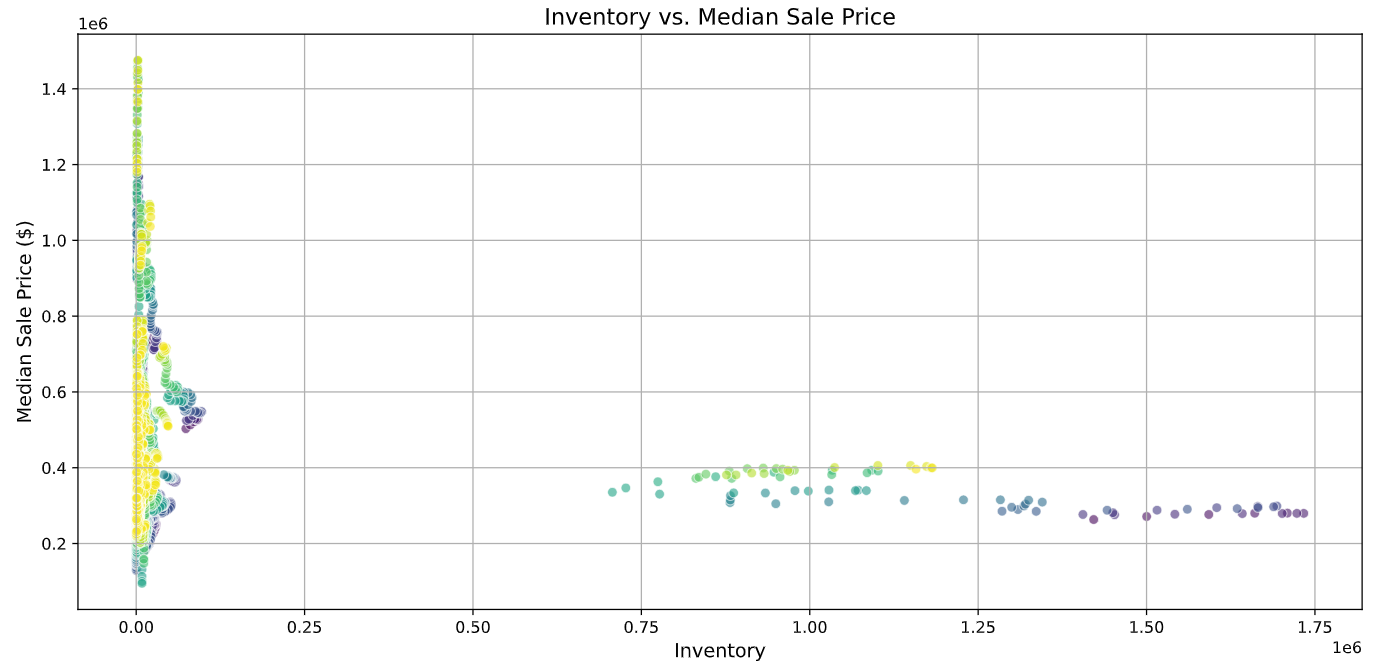 Inventory vs. Median Sale Price
1e6
1.4
1.2
1.0
0.8
0.6
0.4
0.2
Median Sale Price ($)
0.00 0.25 0.50 0.75 1.00 1.25 1.50 1.75
1e6
Inventory